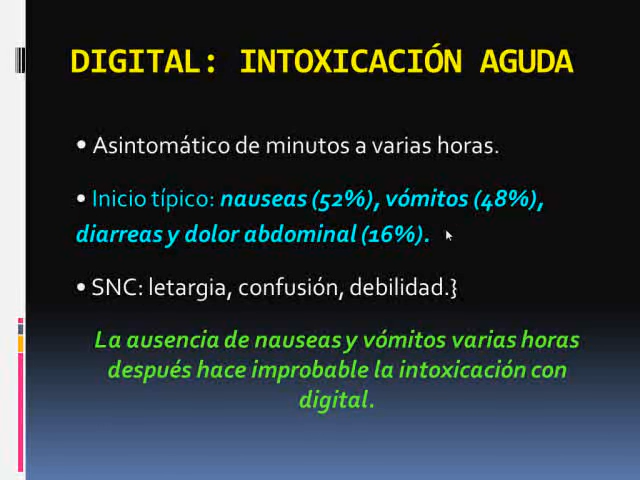 DIGITAL: INTOXICACIÓN AGUDA
• Asintomático de minutos a varias horas.
• Inicio típico: nauseas (52%), vómitos (48%),
diarreas y dolor abdominal (16%).
• SNC: letargia, confusión, debilidad.}
La ausencia de nauseas y vómitos varias horas
después hace improbable la intoxicación con
digital.